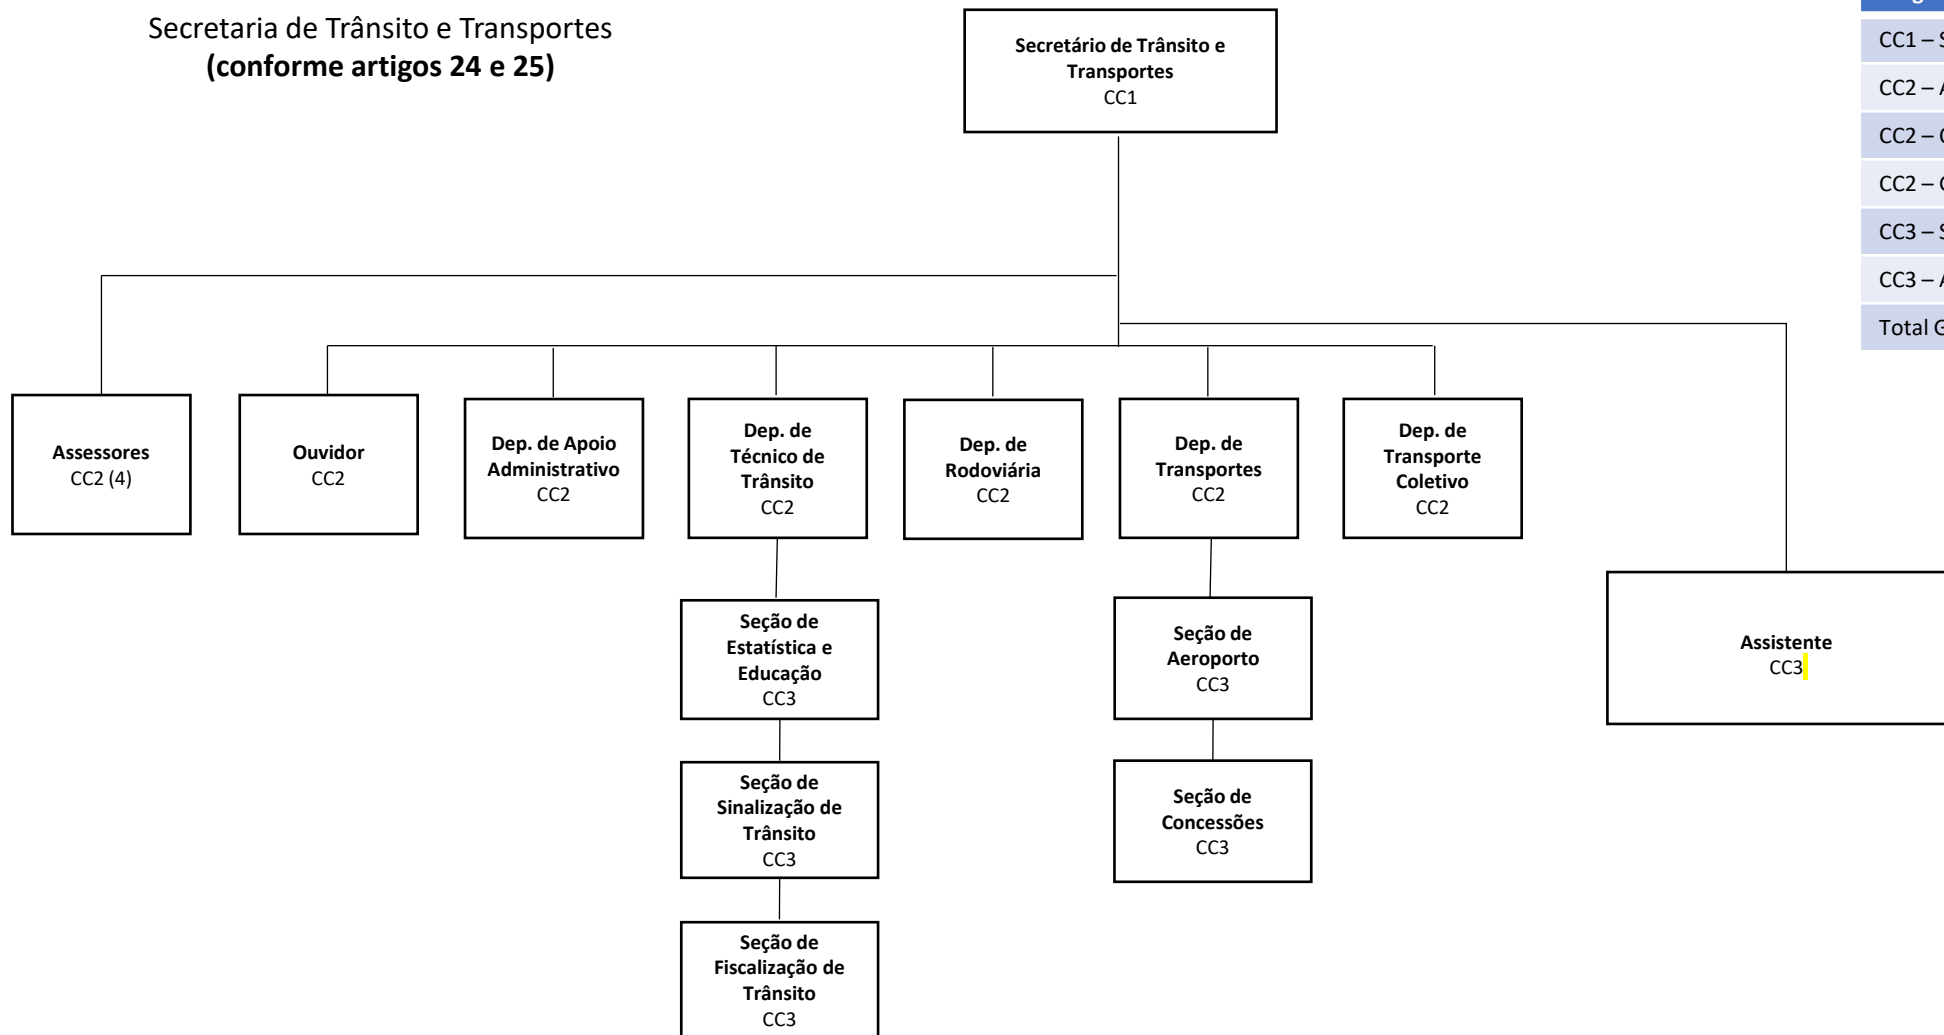 Secretaria de Trânsito e Transportes
(conforme artigos 24 e 25)
Secretário de Trânsito e
Transportes
CC1
CC1 –
CC2 –
CC2 –
CC2 –
CC3 –
CC3 –
Total
Assessores
CC2 (4)
Ouvidor
CC2
Dep. de Apoio
Administrativo
CC2
Dep. de
Técnico de
Trânsito
CC2
Dep. de
Rodoviária
CC2
Dep. de
Transportes
CC2
Dep. de
Transporte
Coletivo
CC2
Seção de
Estatística e
Educação
CC3
Seção de
Aeroporto
CC3
Assistente
CC3
Seção de
Sinalização de
Trânsito
CC3
Seção de
Concessões
CC3
Seção de
Fiscalização de
Trânsito
CC3